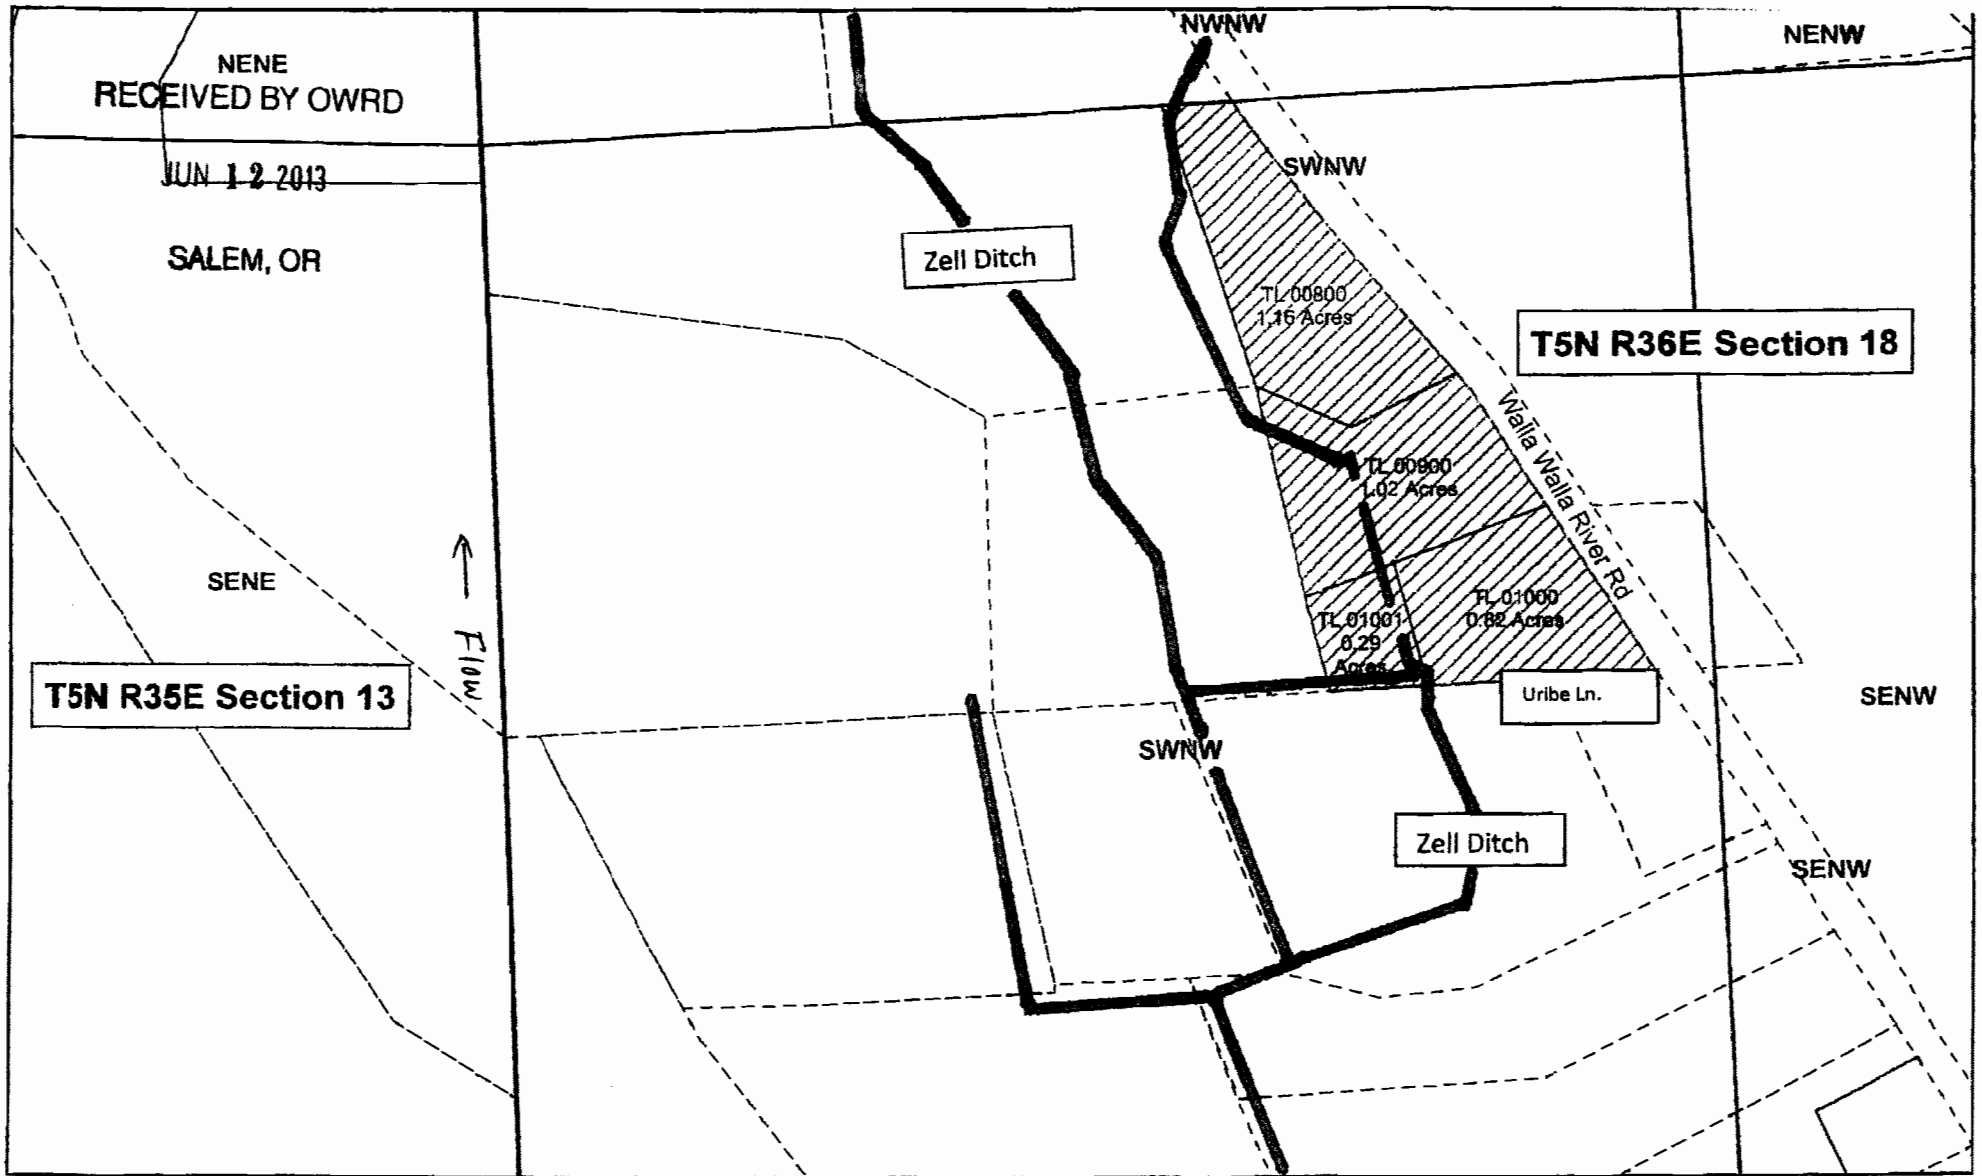 NWNW
NENW
NENE
RECEIVED BY OWRD
JUN 12 2013
SALEM, OR
SWNW
Zell Ditch
TL 00800
1.16 Acres
T5N R36E Section 18
Walla Walla River Rd
TL 00900
1.02 Acres
SENE
← Flow
TL 01000
0.82 Acres
TL 01001
0.29
Acres
T5N R35E Section 13
Uribe Ln.
SENW
SWNW
Zell Ditch
SENW